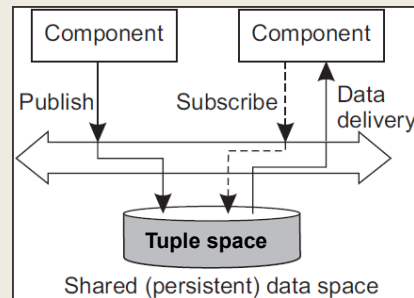 Component
Component
Publish
Subscribe
Data
delivery
Tuple space
Shared (persistent) data space